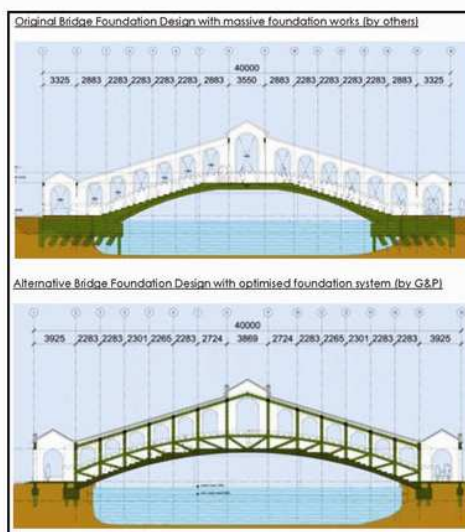 Original Bridge Foundation Design with massive foundation works (by others)
40000
3325 2883 2283 2283 2283 2283 2883 3550 2883 2283 2283 2283 2283 2883 3325
Alternative Bridge Foundation Design with optimised foundation system (by G&P)
40000
3925 2283 2283 2301 2265 2283 2724 3869 2724 2283 2265 2301 2283 2283 3925